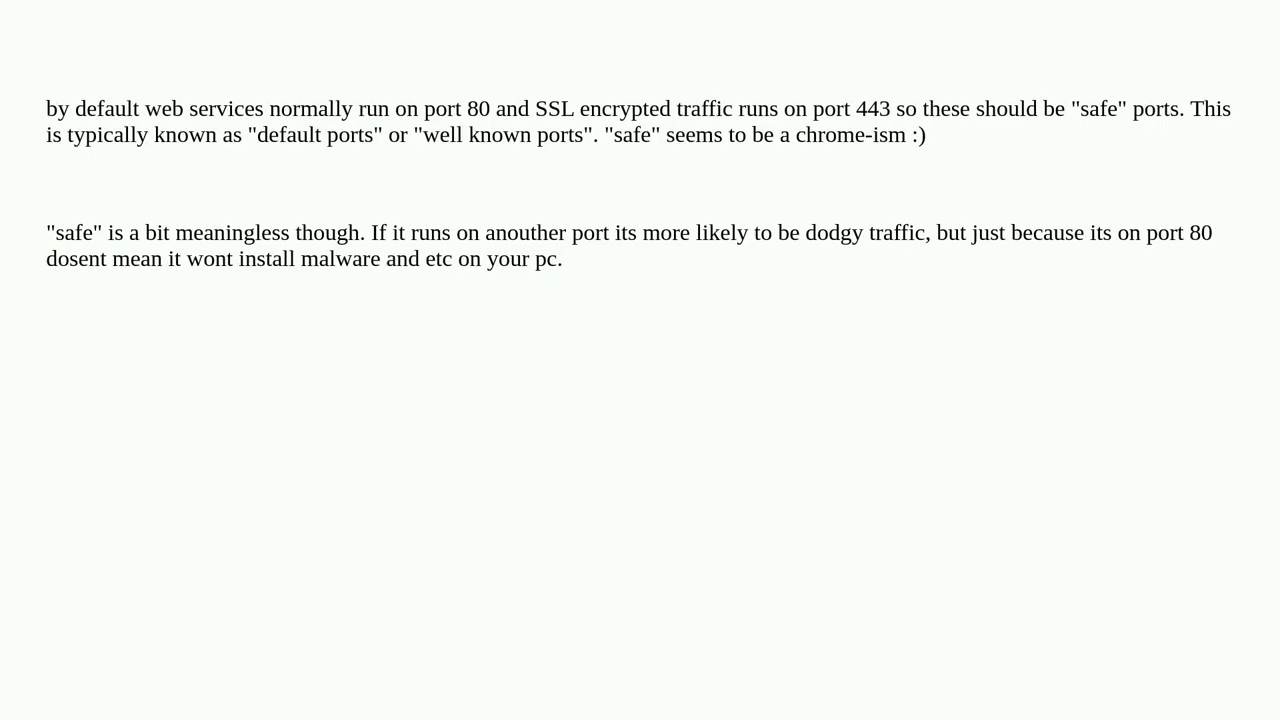 by default web services normally run on port 80 and SSL encrypted traffic runs on port 443 so these should be "safe" ports. This
is typically known as "default ports" or "well known ports". "safe" seems to be a chrome-ism :)
"safe" is a bit meaningless though. If it runs on anouther port its more likely to be dodgy traffic, but just because its on port 80
dosent mean it wont install malware and etc on your pc.